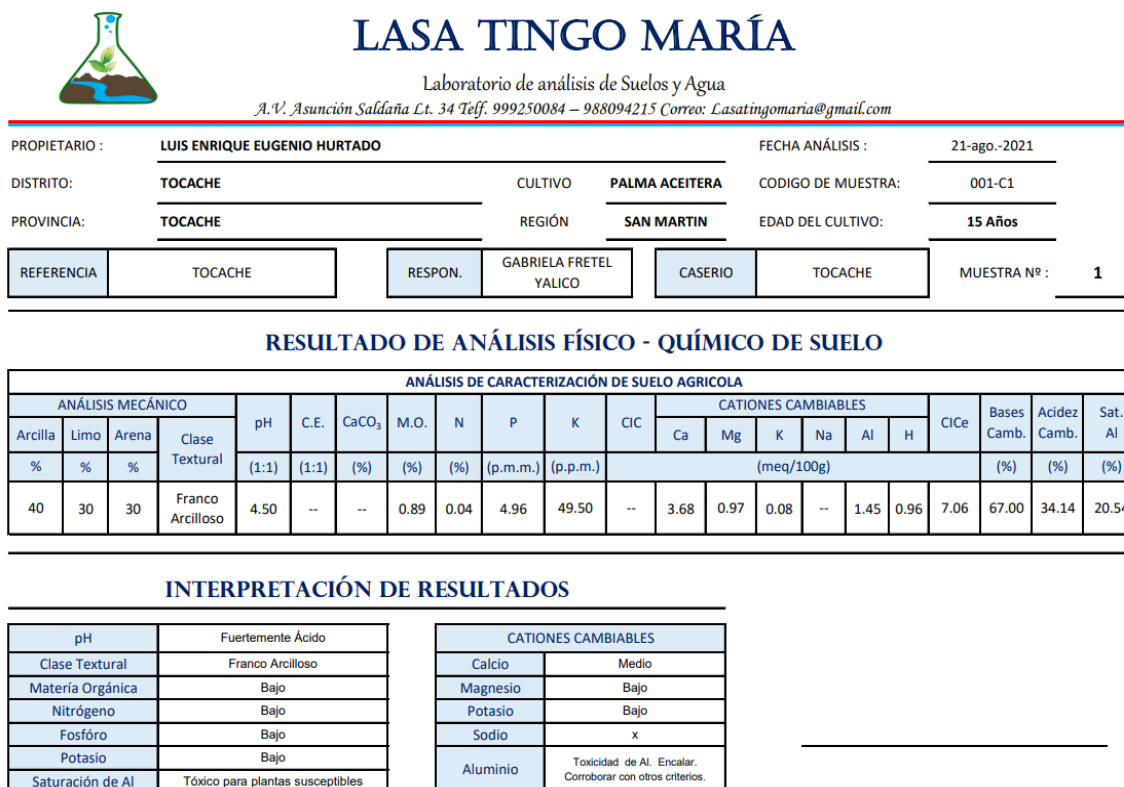 LASA TINGO MARÍA
Laboratorio de análisis de Suelos y Agua
A.V. Asunción Saldaña Lt. 34 Telf. 999250084 – 988094215 Correo: Lasatingomaria@gmail.com
PROPIETARIO : LUIS ENRIQUE EUGENIO HURTADO FECHA ANÁLISIS : 21-ago.-2021
DISTRITO: TOCACHE CULTIVO PALMA ACEITERA CODIGO DE MUESTRA: 001-C1
PROVINCIA: TOCACHE REGIÓN SAN MARTIN EDAD DEL CULTIVO: 15 Años
REFERENCIA TOCACHE RESPON. GABRIELA FRETEL YALICO CASERIO TOCACHE MUESTRA Nº : 1
RESULTADO DE ANÁLISIS FÍSICO - QUÍMICO DE SUELO
ANÁLISIS DE CARACTERIZACIÓN DE SUELO AGRICOLA
ANÁLISIS MECÁNICO pH C.E. CaCO₃ M.O. N P K CIC CATIONES CAMBIABLES CICe Bases Camb. Acidez Camb. Sat. Al
Arcilla Limo Arena Clase Textural Ca Mg K Na Al H
% % % (1:1) (1:1) (%) (%) (%) (p.m.m.) (p.p.m.) (meq/100g) (%) (%) (%)
40 30 30 Franco Arcilloso 4.50 -- -- 0.89 0.04 4.96 49.50 -- 3.68 0.97 0.08 -- 1.45 0.96 7.06 67.00 34.14 20.54
INTERPRETACIÓN DE RESULTADOS
pH Fuertemente Ácido CATIONES CAMBIABLES
Clase Textural Franco Arcilloso Calcio Medio
Matería Orgánica Bajo Magnesio Bajo
Nitrógeno Bajo Potasio Bajo
Fosfóro Bajo Sodio x
Potasio Bajo Aluminio Toxicidad de Al. Encalar.
Corroborar con otros criterios.
Saturación de Al Tóxico para plantas susceptibles